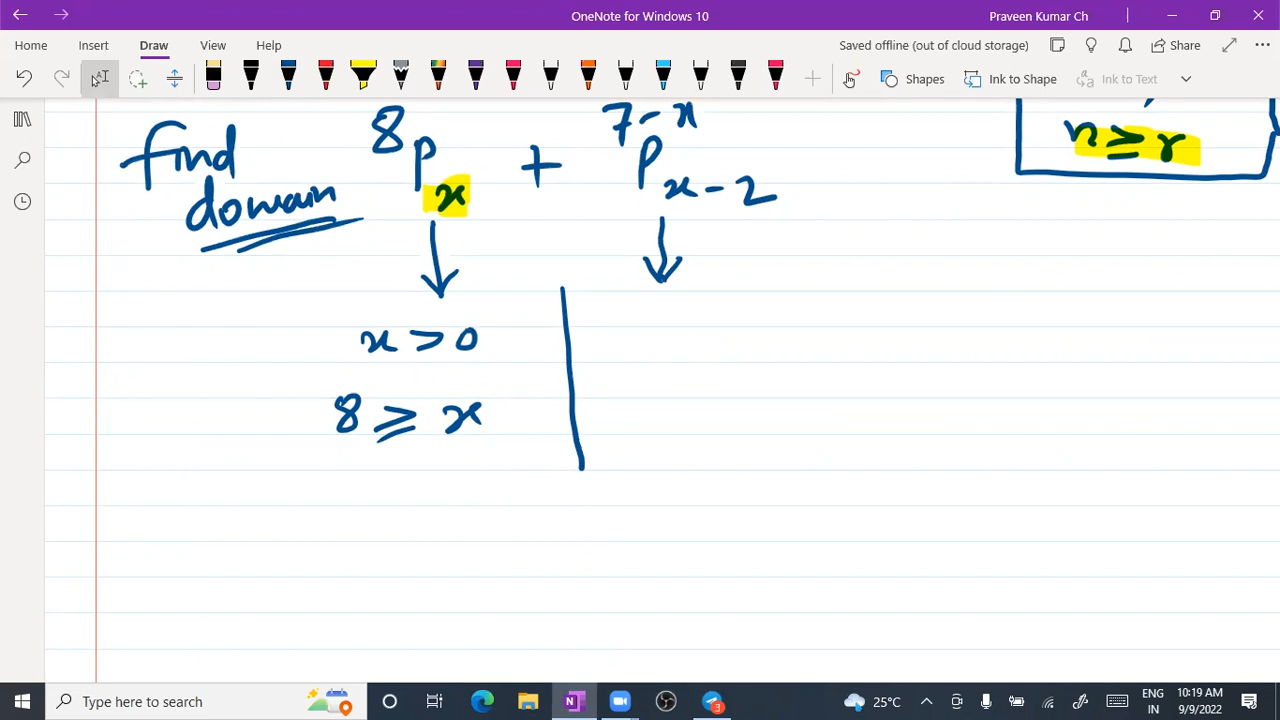 OneNote for Windows 10
Praveen Kumar Ch
Home Insert Draw View Help
Saved offline (out of cloud storage)
Share
Shapes
Ink to Shape
Ink to Text
find domain
8 P x + 7-x P x-2
n ≥ r
x > 0
8 ≥ x
Type here to search
3
25°C
ENG
IN
10:19 AM
9/9/2022